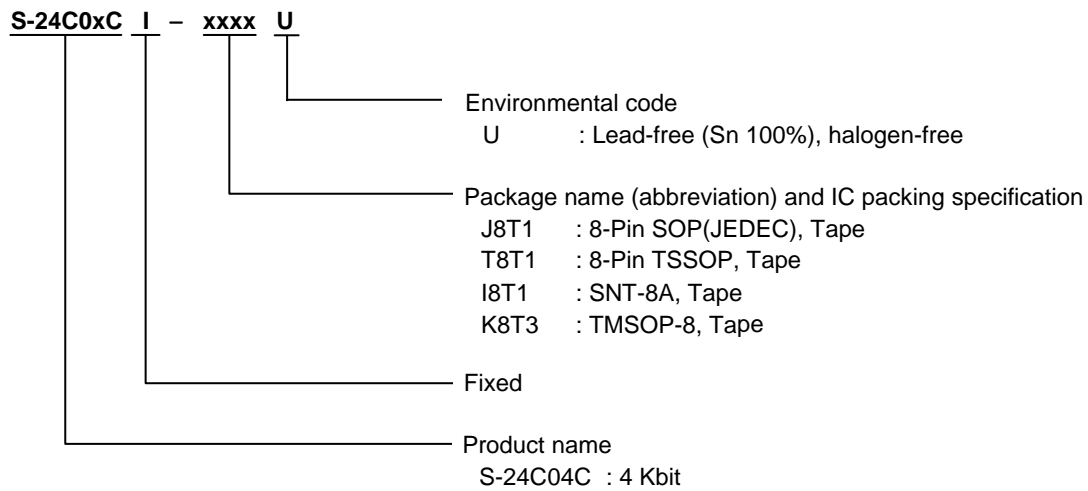 S-24C0xC I – xxxx U
Environmental code
U : Lead-free (Sn 100%), halogen-free
Package name (abbreviation) and IC packing specification
J8T1 : 8-Pin SOP(JEDEC), Tape
T8T1 : 8-Pin TSSOP, Tape
I8T1 : SNT-8A, Tape
K8T3 : TMSOP-8, Tape
Fixed
Product name
S-24C04C : 4 Kbit